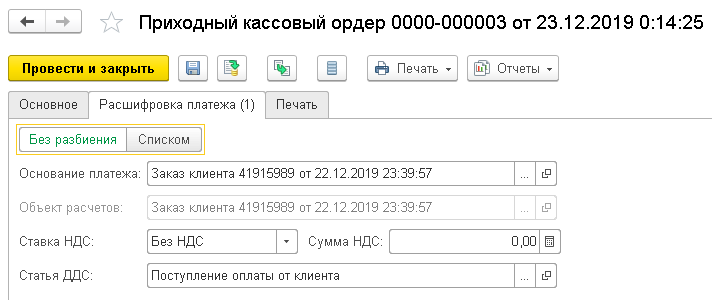 Приходный кассовый ордер 0000-000003 от 23.12.2019 0:14:25
Провести и закрыть Печать Отчеты
Основное Расшифровка платежа (1) Печать
Без разбиения Списком
Основание платежа: Заказ клиента 41915989 от 22.12.2019 23:39:57 ...
Объект расчетов: Заказ клиента 41915989 от 22.12.2019 23:39:57 ...
Ставка НДС: Без НДС Сумма НДС: 0,00
Статья ДДС: Поступление оплаты от клиента ...